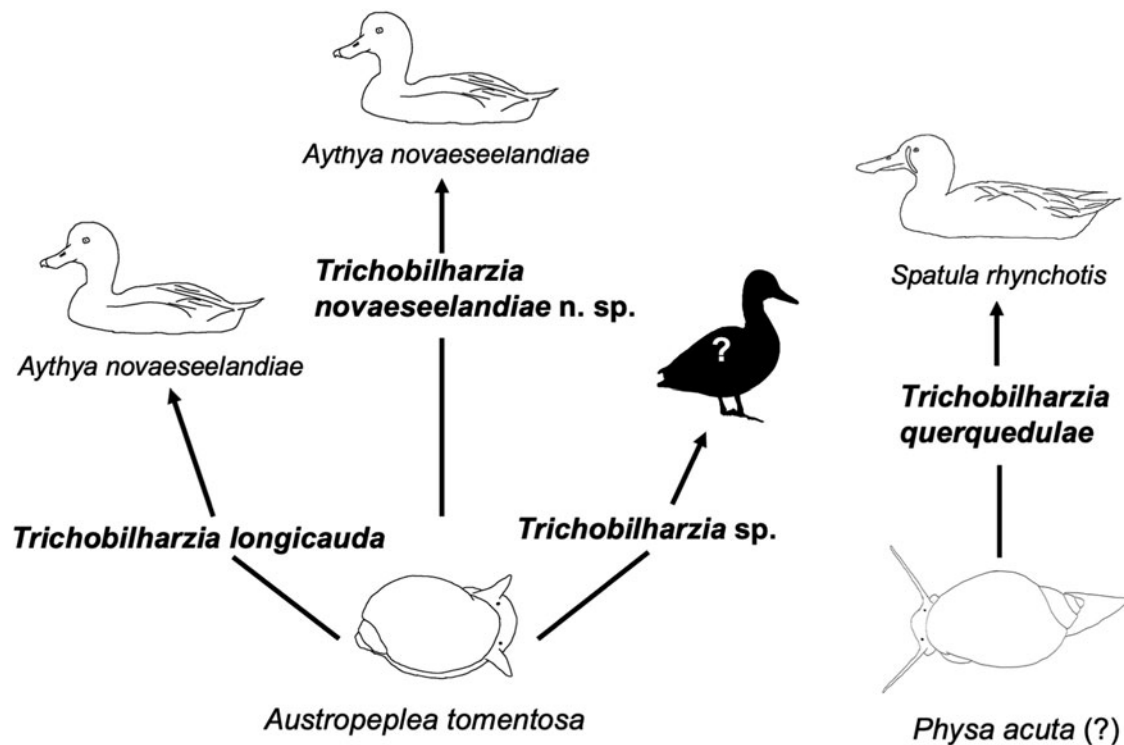 Aythya novaeseelandiae
Trichobilharzia
novaeseelandiae n. sp.
Aythya novaeseelandiae
?
Spatula rhynchotis
Trichobilharzia
querquedulae
Trichobilharzia longicauda
Trichobilharzia sp.
Austropeplea tomentosa
Physa acuta (?)